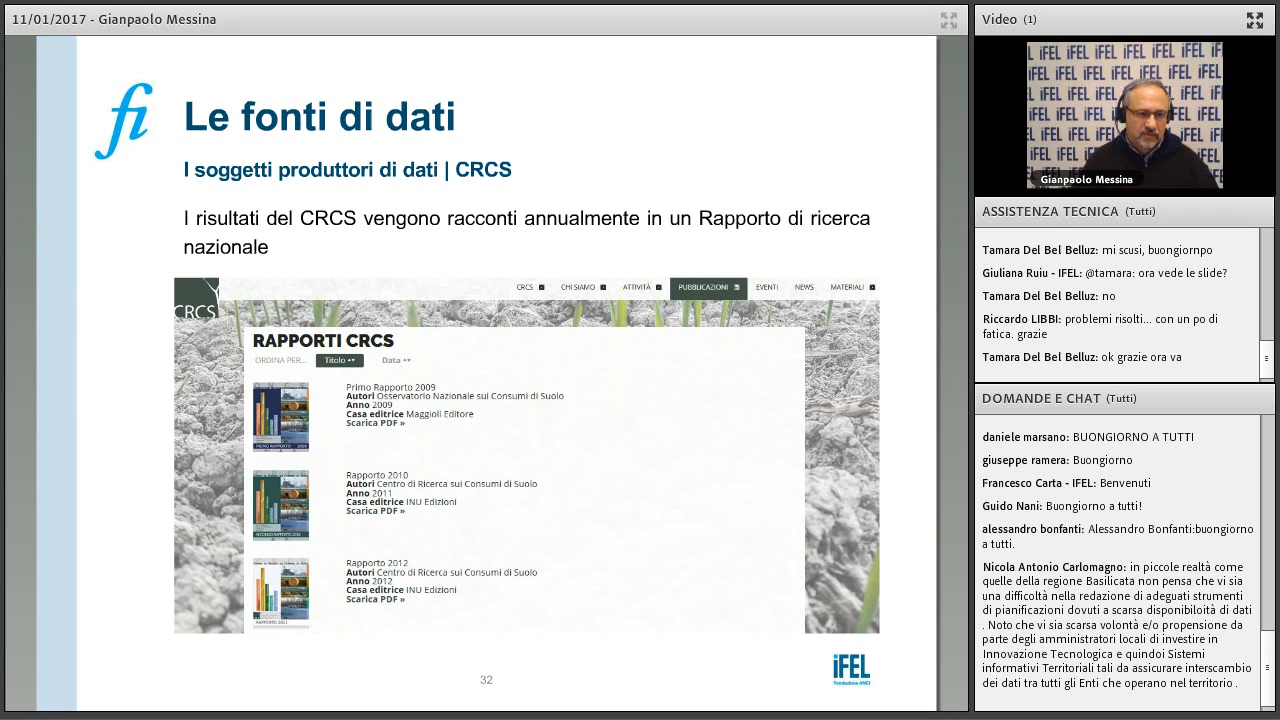 11/01/2017 - Gianpaolo Messina
fi
Le fonti di dati
I soggetti produttori di dati | CRCS
I risultati del CRCS vengono racconti annualmente in un Rapporto di ricerca
nazionale
CRCS
CRCS CHI SIAMO ATTIVITÀ PUBBLICAZIONI EVENTI NEWS MATERIALI
RAPPORTI CRCS
ORDINA PER... Titolo Data
Primo Rapporto 2009
Autori Osservatorio Nazionale sui Consumi di Suolo
Anno 2009
Casa editrice Maggioli Editore
Scarica PDF »
PRIMO RAPPORTO 2009
Rapporto 2010
Autori Centro di Ricerca sui Consumi di Suolo
Anno 2011
Casa editrice INU Edizioni
Scarica PDF »
SECONDO RAPPORTO 2010
Rapporto 2012
Autori Centro di Ricerca sui Consumi di Suolo
Anno 2012
Casa editrice INU Edizioni
Scarica PDF »
32
iFEL
Fondazione ANCI
Video (1)
iFEL
Gianpaolo Messina
ASSISTENZA TECNICA (Tutti)
Tamara Del Bel Belluz: mi scusi, buongiornpo
Giuliana Ruiu - IFEL: @tamara: ora vede le slide?
Tamara Del Bel Belluz: no
Riccardo LIBBI: problemi risolti... con un po di
fatica. grazie
Tamara Del Bel Belluz: ok grazie ora va
DOMANDE E CHAT (Tutti)
daniele marsano: BUONGIORNO A TUTTI
giuseppe ramera: Buongiorno
Francesco Carta - IFEL: Benvenuti
Guido Nani: Buongiorno a tutti!
alessandro bonfanti: Alessandro Bonfanti:buongiorno
a tutti.
Nicola Antonio Carlomagno: in piccole realtà come
quelle della regione Basilicata non pensa che vi sia
una difficoltà nella redazione di adeguati strumenti
di pianificazioni dovuti a scarsa disponibiloità di dati
. Noto che vi sia scarsa volontà e/o propensione da
parte degli amministratori locali di investire in
Innovazione Tecnologica e quindoi Sistemi
informativi Territoriali tali da assicurare interscambio
dei dati tra tutti gli Enti che operano nel territorio .